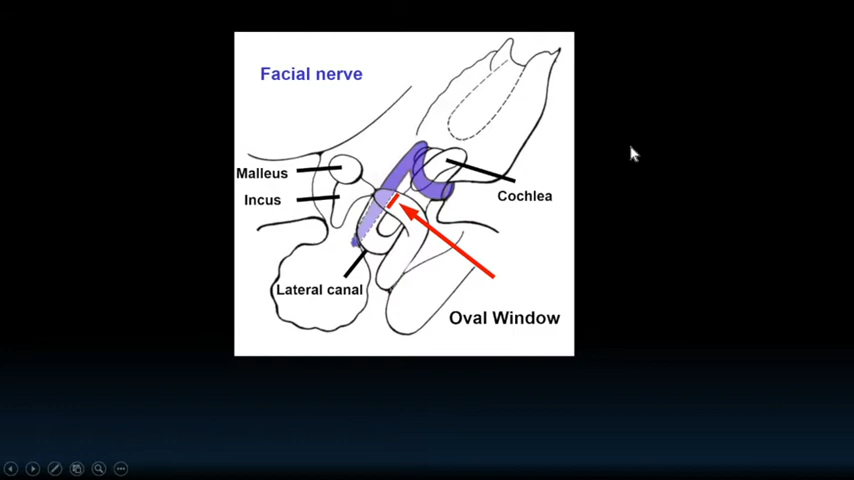 Facial nerve
Malleus
Incus
Cochlea
Lateral canal
Oval Window